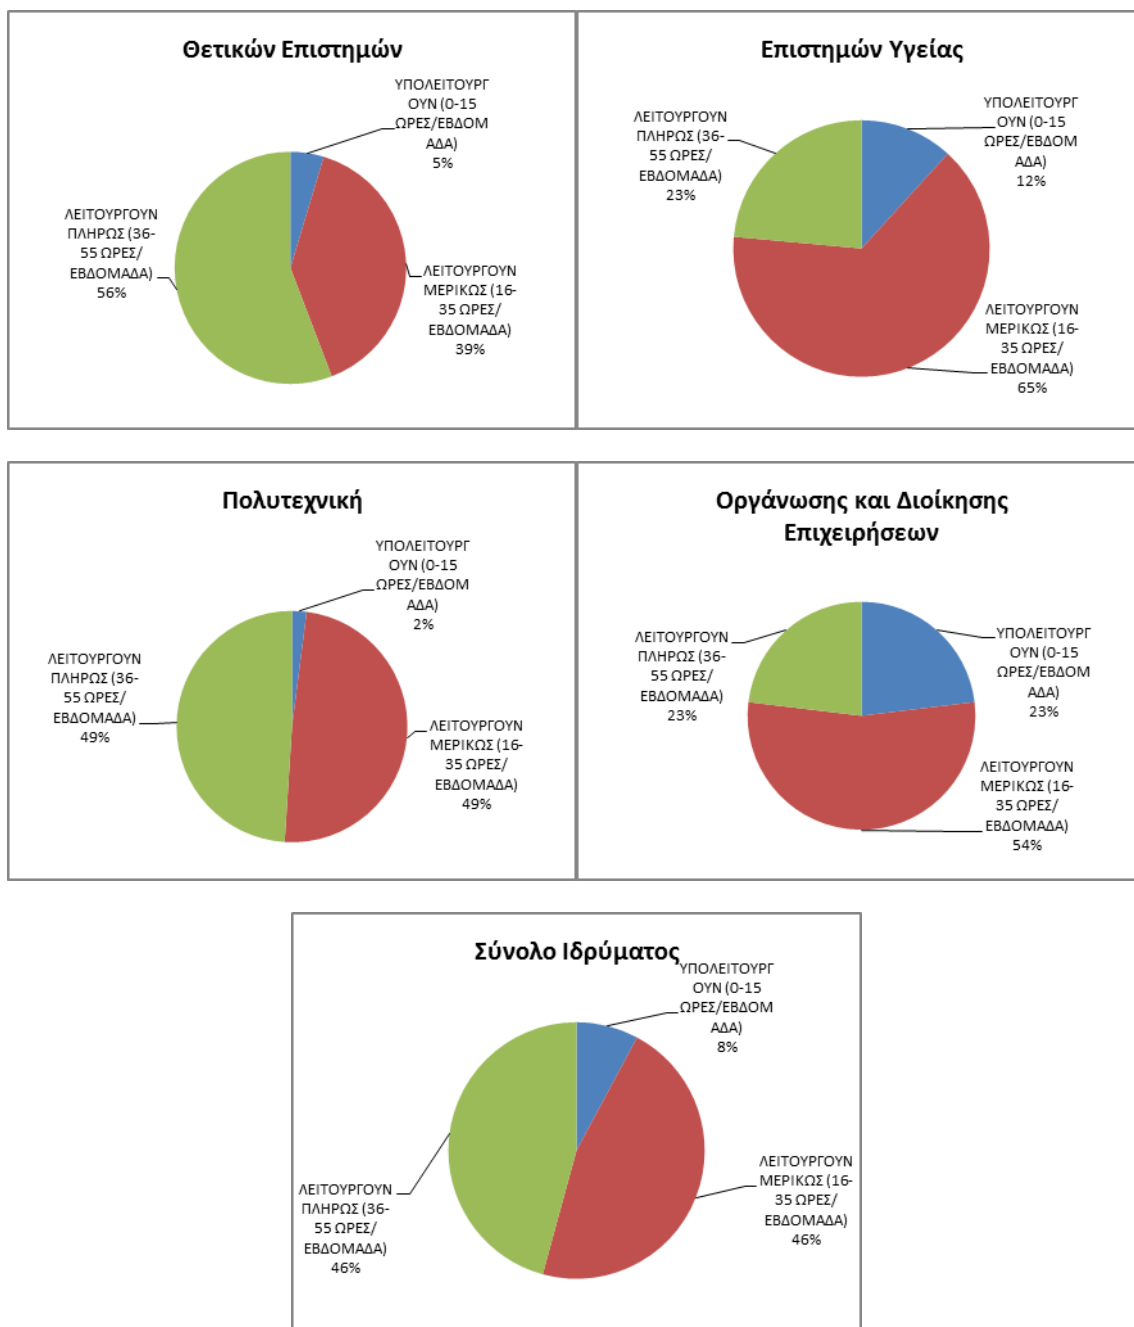 Θετικών Επιστημών
ΥΠΟΛΕΙΤΟΥΡΓ
ΟΥΝ (0-15
ΩΡΕΣ/ΕΒΔΟΜ
ΑΔΑ)
5%
ΛΕΙΤΟΥΡΓΟΥΝ
ΠΛΗΡΩΣ (36-
55 ΩΡΕΣ/
ΕΒΔΟΜΑΔΑ)
56%
ΛΕΙΤΟΥΡΓΟΥΝ
ΜΕΡΙΚΩΣ (16-
35 ΩΡΕΣ/
ΕΒΔΟΜΑΔΑ)
39%
Επιστημών Υγείας
ΛΕΙΤΟΥΡΓΟΥΝ
ΠΛΗΡΩΣ (36-
55 ΩΡΕΣ/
ΕΒΔΟΜΑΔΑ)
23%
ΥΠΟΛΕΙΤΟΥΡΓ
ΟΥΝ (0-15
ΩΡΕΣ/ΕΒΔΟΜ
ΑΔΑ)
12%
ΛΕΙΤΟΥΡΓΟΥΝ
ΜΕΡΙΚΩΣ (16-
35 ΩΡΕΣ/
ΕΒΔΟΜΑΔΑ)
65%
Πολυτεχνική
ΥΠΟΛΕΙΤΟΥΡΓ
ΟΥΝ (0-15
ΩΡΕΣ/ΕΒΔΟΜ
ΑΔΑ)
2%
ΛΕΙΤΟΥΡΓΟΥΝ
ΠΛΗΡΩΣ (36-
55 ΩΡΕΣ/
ΕΒΔΟΜΑΔΑ)
49%
ΛΕΙΤΟΥΡΓΟΥΝ
ΜΕΡΙΚΩΣ (16-
35 ΩΡΕΣ/
ΕΒΔΟΜΑΔΑ)
49%
Οργάνωσης και Διοίκησης
Επιχειρήσεων
ΛΕΙΤΟΥΡΓΟΥΝ
ΠΛΗΡΩΣ (36-
55 ΩΡΕΣ/
ΕΒΔΟΜΑΔΑ)
23%
ΥΠΟΛΕΙΤΟΥΡΓ
ΟΥΝ (0-15
ΩΡΕΣ/ΕΒΔΟΜ
ΑΔΑ)
23%
ΛΕΙΤΟΥΡΓΟΥΝ
ΜΕΡΙΚΩΣ (16-
35 ΩΡΕΣ/
ΕΒΔΟΜΑΔΑ)
54%
Σύνολο Ιδρύματος
ΥΠΟΛΕΙΤΟΥΡΓ
ΟΥΝ (0-15
ΩΡΕΣ/ΕΒΔΟΜ
ΑΔΑ)
8%
ΛΕΙΤΟΥΡΓΟΥΝ
ΜΕΡΙΚΩΣ (16-
35 ΩΡΕΣ/
ΕΒΔΟΜΑΔΑ)
46%
ΛΕΙΤΟΥΡΓΟΥΝ
ΠΛΗΡΩΣ (36-
55 ΩΡΕΣ/
ΕΒΔΟΜΑΔΑ)
46%